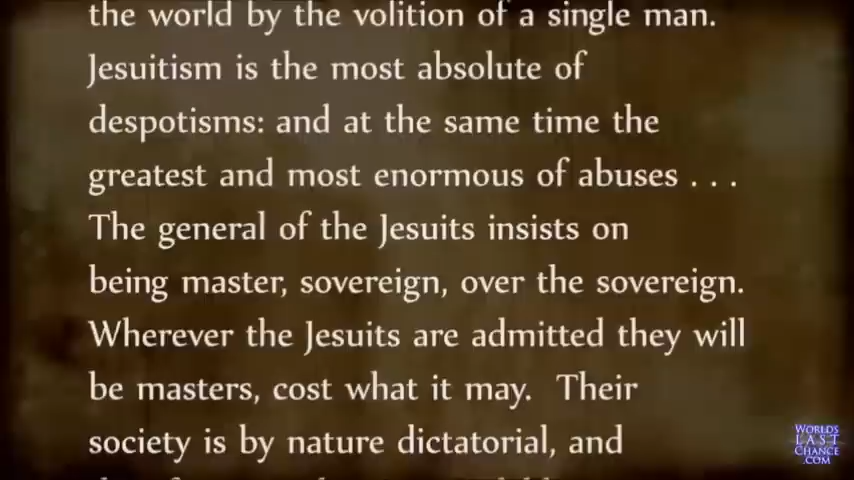 the world by the volition of a single man.
Jesuitism is the most absolute of
despotisms: and at the same time the
greatest and most enormous of abuses . . .
The general of the Jesuits insists on
being master, sovereign, over the sovereign.
Wherever the Jesuits are admitted they will
be masters, cost what it may.  Their
society is by nature dictatorial, and
WORLD'S
LAST
CHANCE
.COM